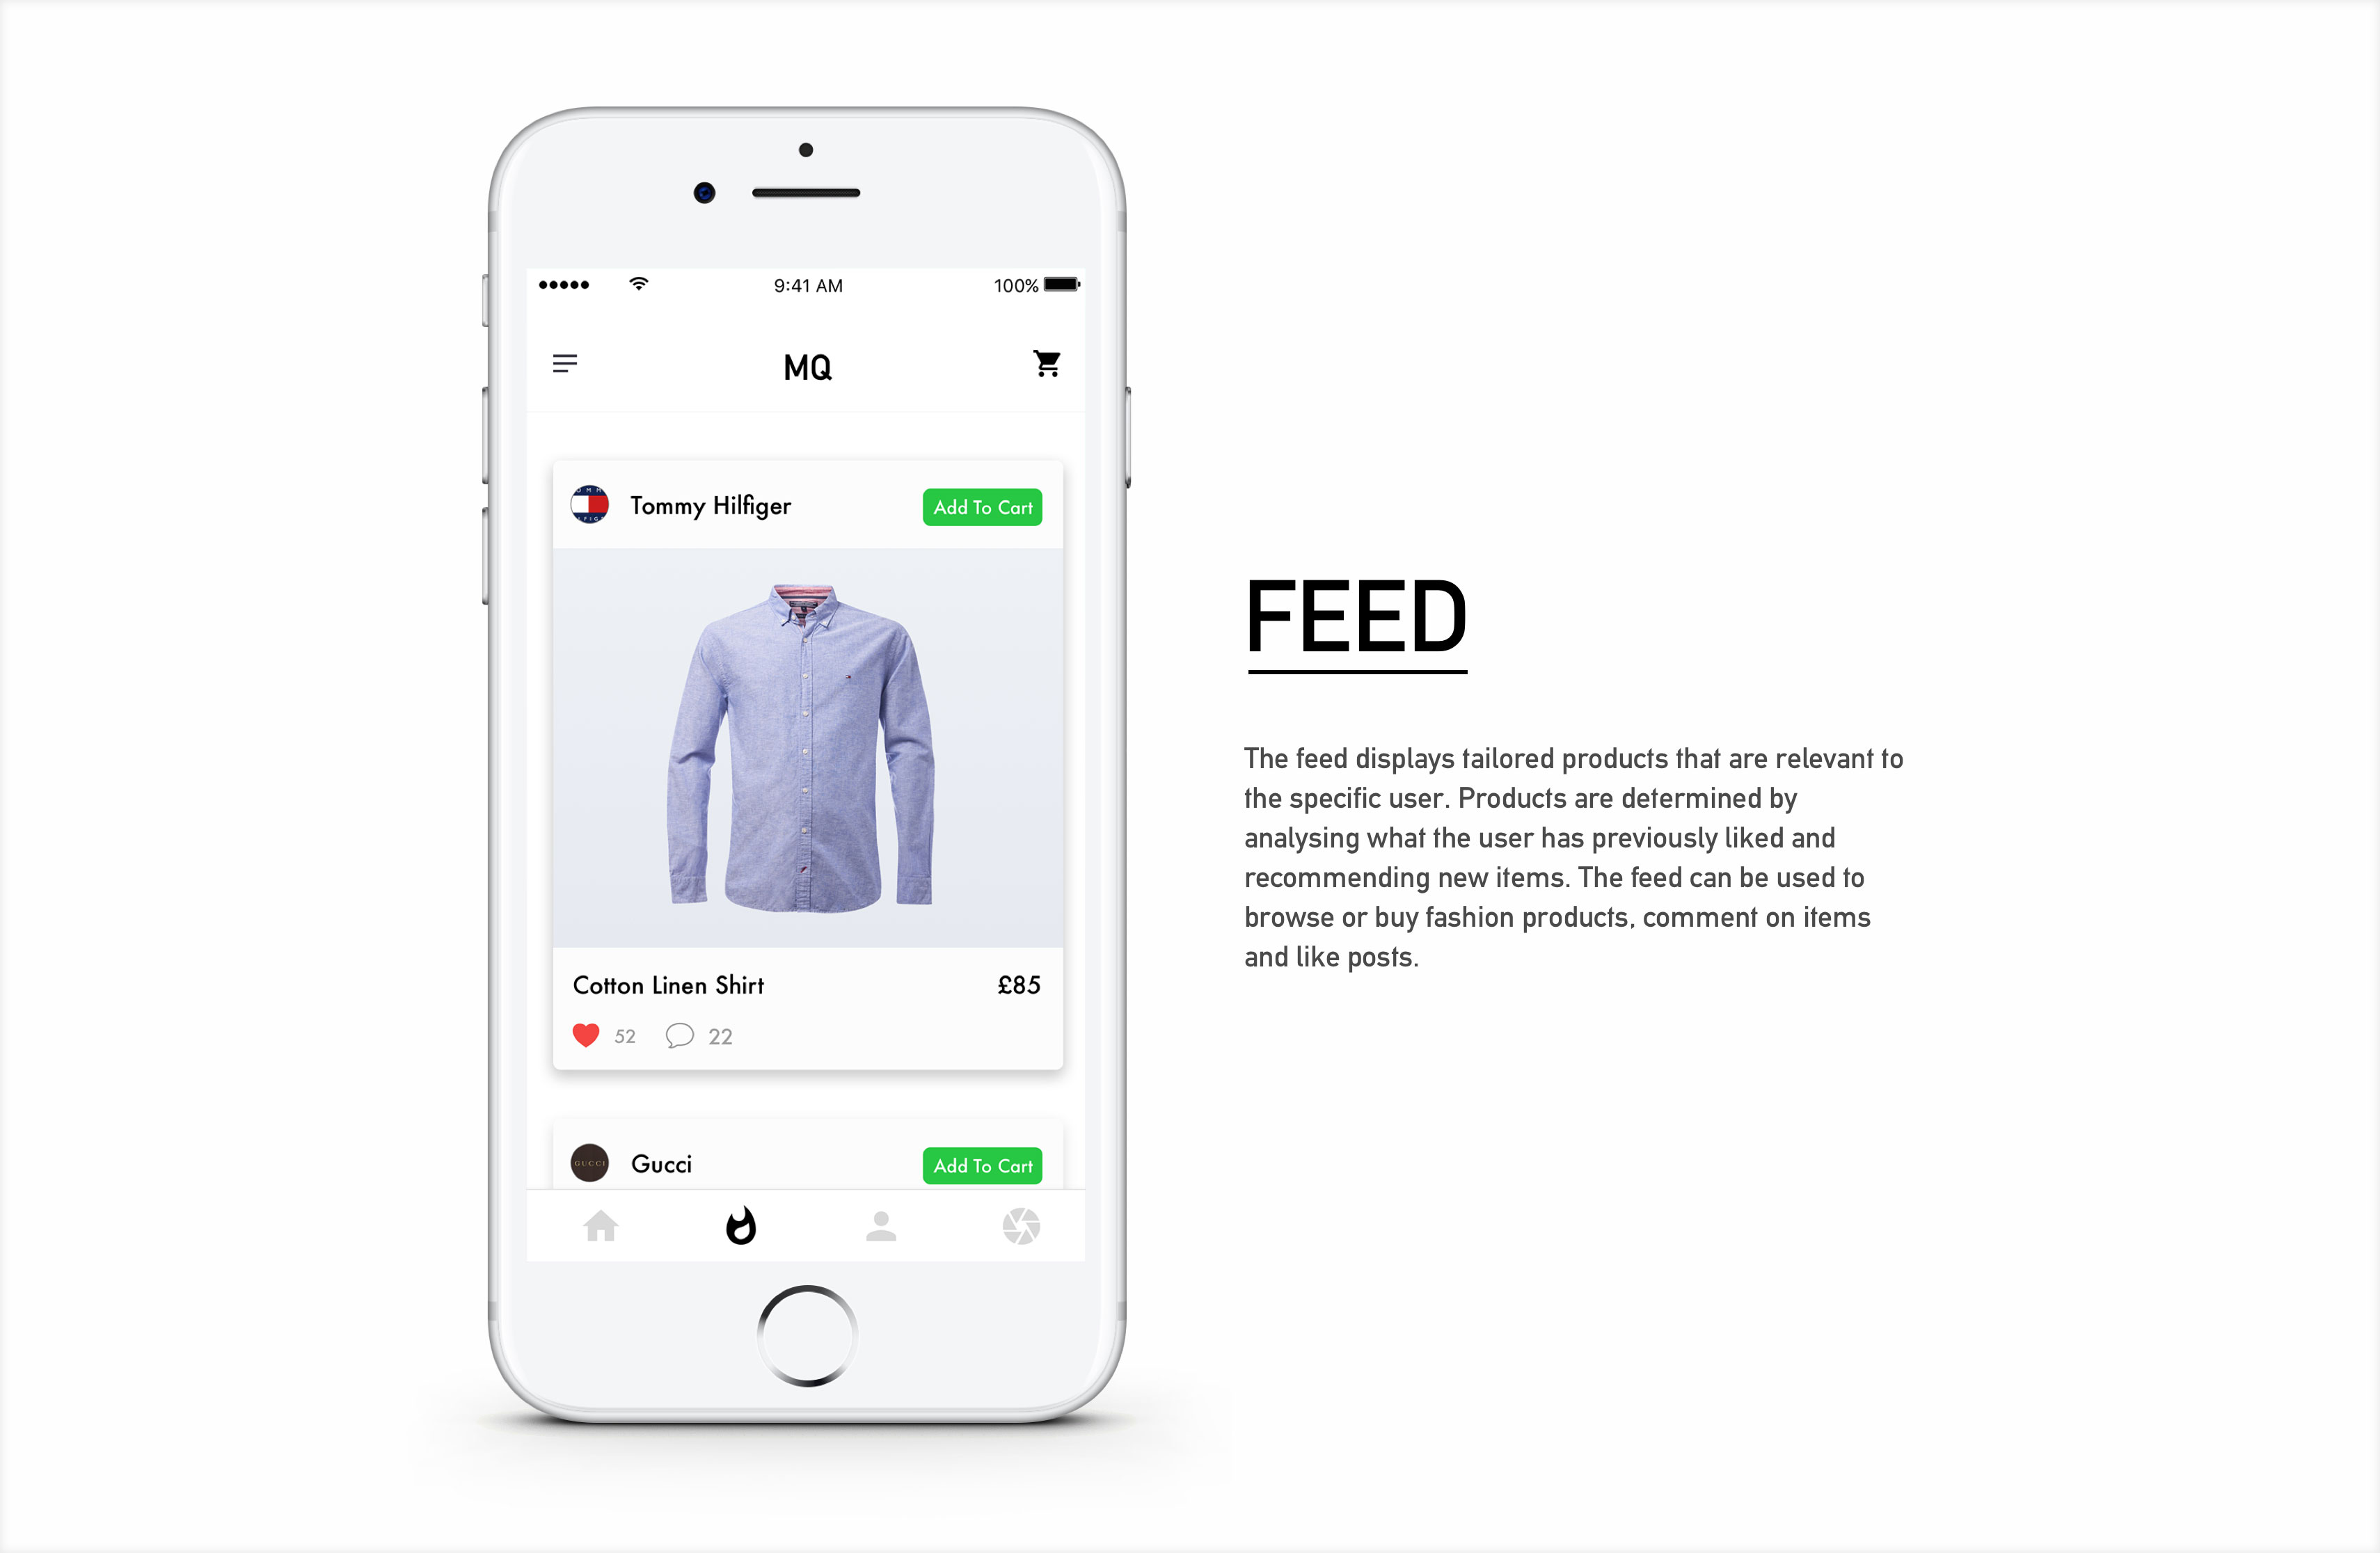 9:41 AM
100%
MQ
Tommy Hilfiger
Add To Cart
Cotton Linen Shirt
£85
52
22
GUCCI
Gucci
Add To Cart
FEED
The feed displays tailored products that are relevant to
the specific user. Products are determined by
analysing what the user has previously liked and
recommending new items. The feed can be used to
browse or buy fashion products, comment on items
and like posts.